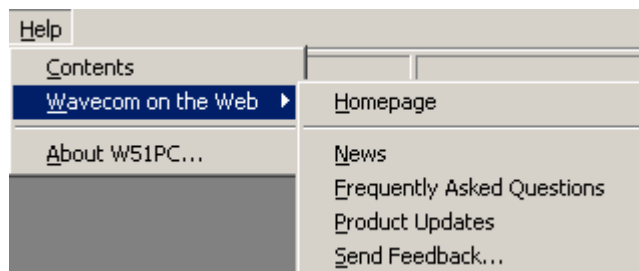 Help
Contents
Wavecom on the Web
About W51PC...
Homepage
News
Frequently Asked Questions
Product Updates
Send Feedback...